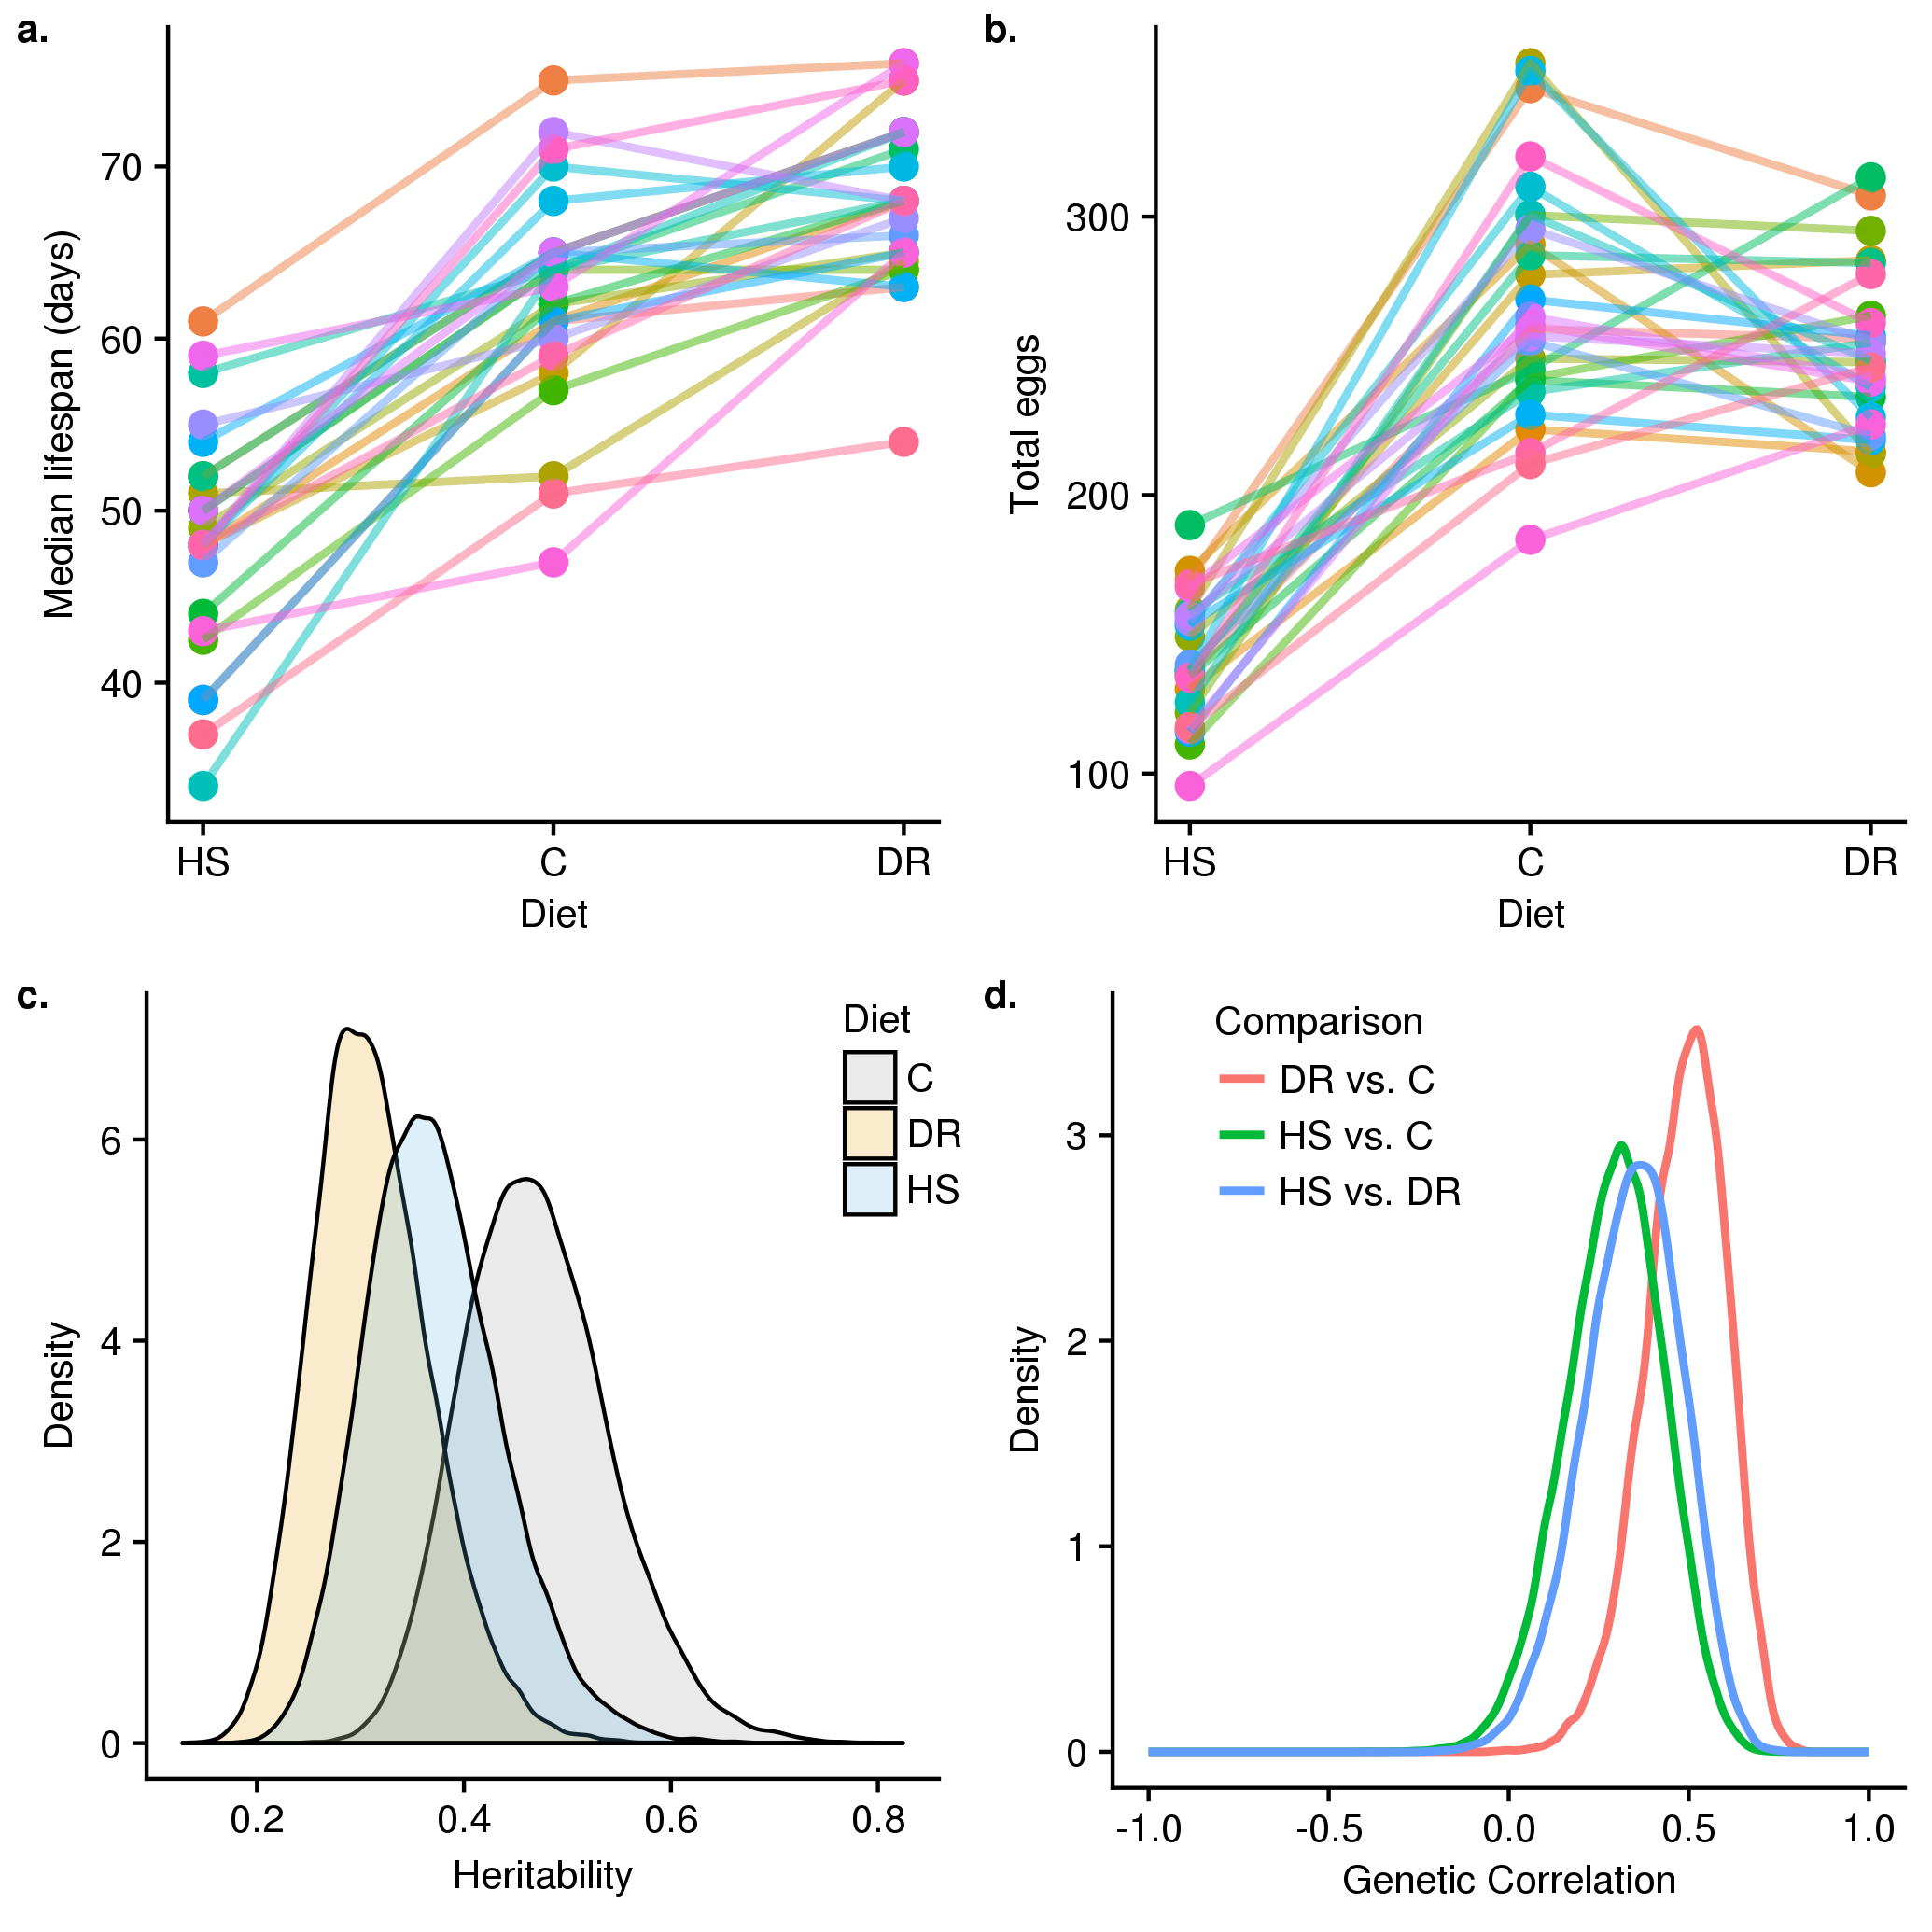 a.
Median lifespan (days)
70
60
50
40
HS C DR
Diet
b.
Total eggs
300
200
100
HS C DR
Diet
c.
Density
6
4
2
0
0.2 0.4 0.6 0.8
Heritability
Diet
C
DR
HS
d.
Density
3
2
1
0
-1.0 -0.5 0.0 0.5 1.0
Genetic Correlation
Comparison
DR vs. C
HS vs. C
HS vs. DR